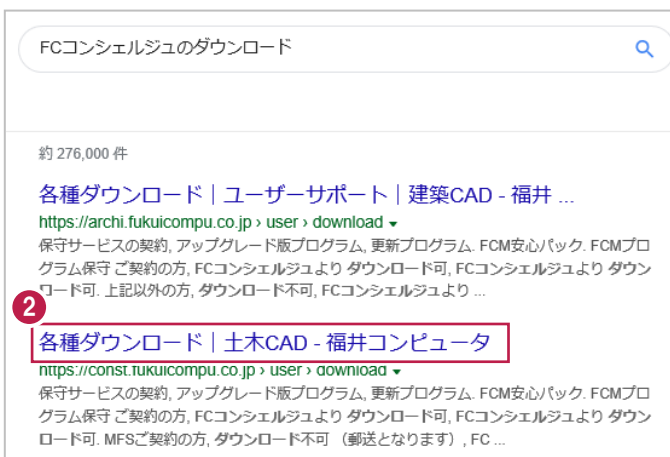 FCコンシェルジュのダウンロード
約 276,000 件
各種ダウンロード｜ユーザーサポート｜建築CAD - 福井 ...
https://archi.fukuicompu.co.jp › user › download
保守サービスの契約, アップグレード版プログラム, 更新プログラム. FCM安心パック. FCMプロ
グラム保守 ご契約の方, FCコンシェルジュより ダウンロード可, FCコンシェルジュより ダウン
ロード可. 上記以外の方, ダウンロード不可, FCコンシェルジュより ...
2
各種ダウンロード｜土木CAD - 福井コンピュータ
https://const.fukuicompu.co.jp › user › download
保守サービスの契約, アップグレード版プログラム, 更新プログラム. FCM安心パック. FCMプロ
グラム保守 ご契約の方, FCコンシェルジュより ダウンロード可, FCコンシェルジュより ダウン
ロード可. MFSご契約の方, ダウンロード不可 （郵送となります）, FC ...